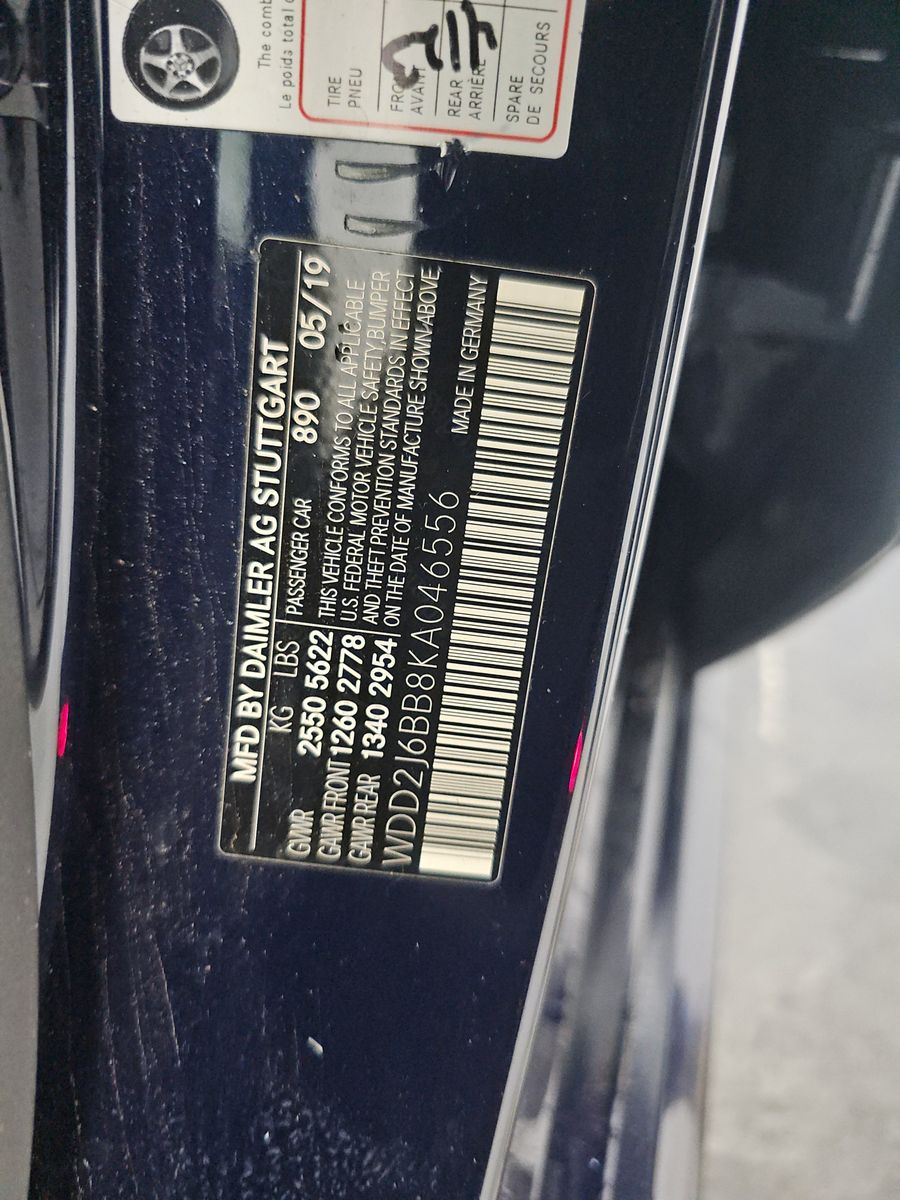 The comb
Le poids total
TIRE
PNEU
AVANT
REAR
ARRIÈRE
SPARE
DE SECOURS
MFD BY DAIMLER AG STUTTGART
KG LBS PASSENGER CAR 890 05/19
GVWR 2550 5622 THIS VEHICLE CONFORMS TO ALL APPLICABLE
GAWR FRONT 1260 2778 U.S. FEDERAL MOTOR VEHICLE SAFETY, BUMPER
GAWR REAR 1340 2954 AND THEFT PREVENTION STANDARDS IN EFFECT
ON THE DATE OF MANUFACTURE SHOWN ABOVE,
WDD2J6BB8KA046556 MADE IN GERMANY